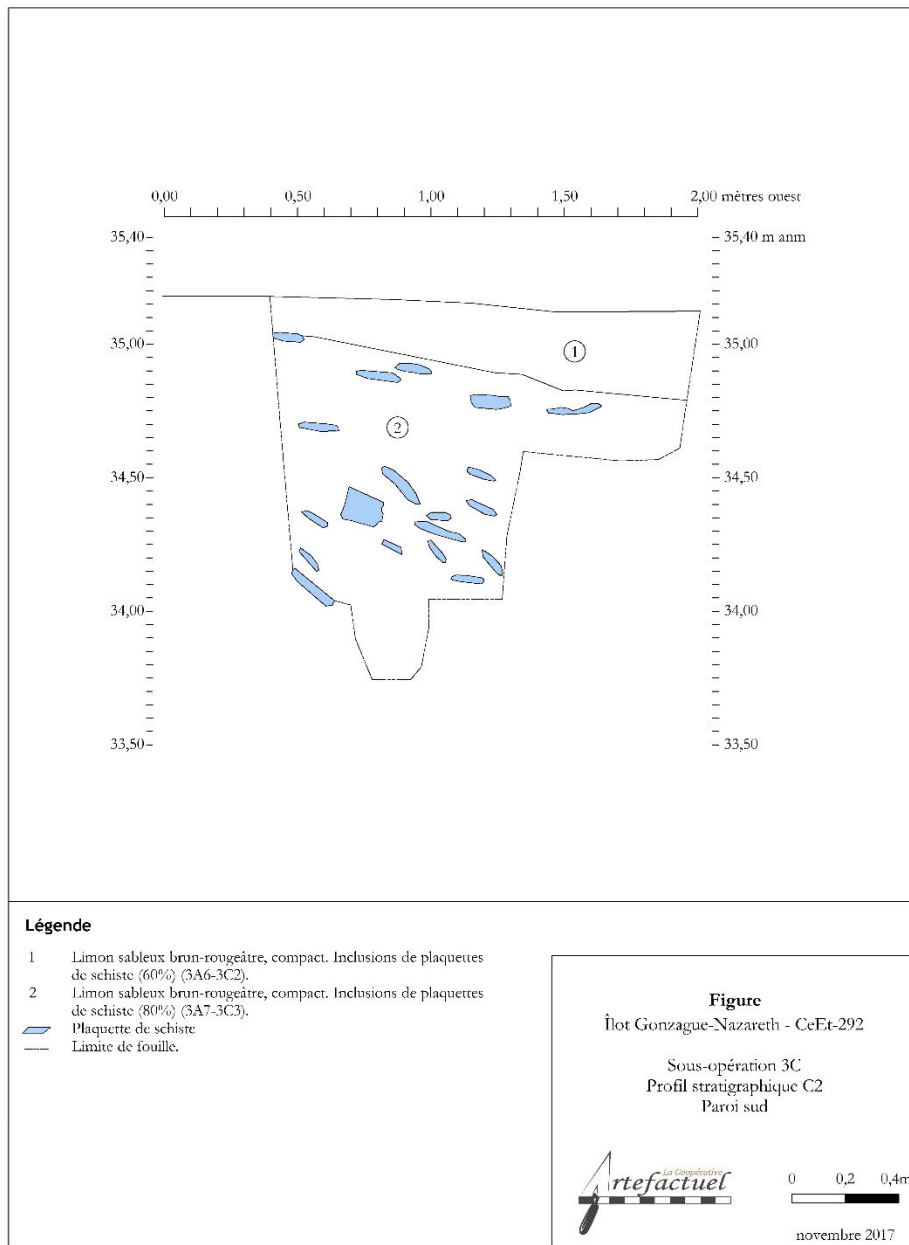 0,00 0,50 1,00 1,50 2,00 mètres ouest
35,40 35,40 m anm
35,00 35,00
1
2
34,50 34,50
34,00 34,00
33,50 33,50
Légende
1 Limon sableux brun-rougeâtre, compact. Inclusions de plaquettes
de schiste (60%) (3A6-3C2).
2 Limon sableux brun-rougeâtre, compact. Inclusions de plaquettes
de schiste (80%) (3A7-3C3).
Plaquette de schiste
Limite de fouille.
Figure
Îlot Gonzague-Nazareth - CeEt-292
Sous-opération 3C
Profil stratigraphique C2
Paroi sud
La Coopérative
Artefactuel
0 0,2 0,4m
novembre 2017